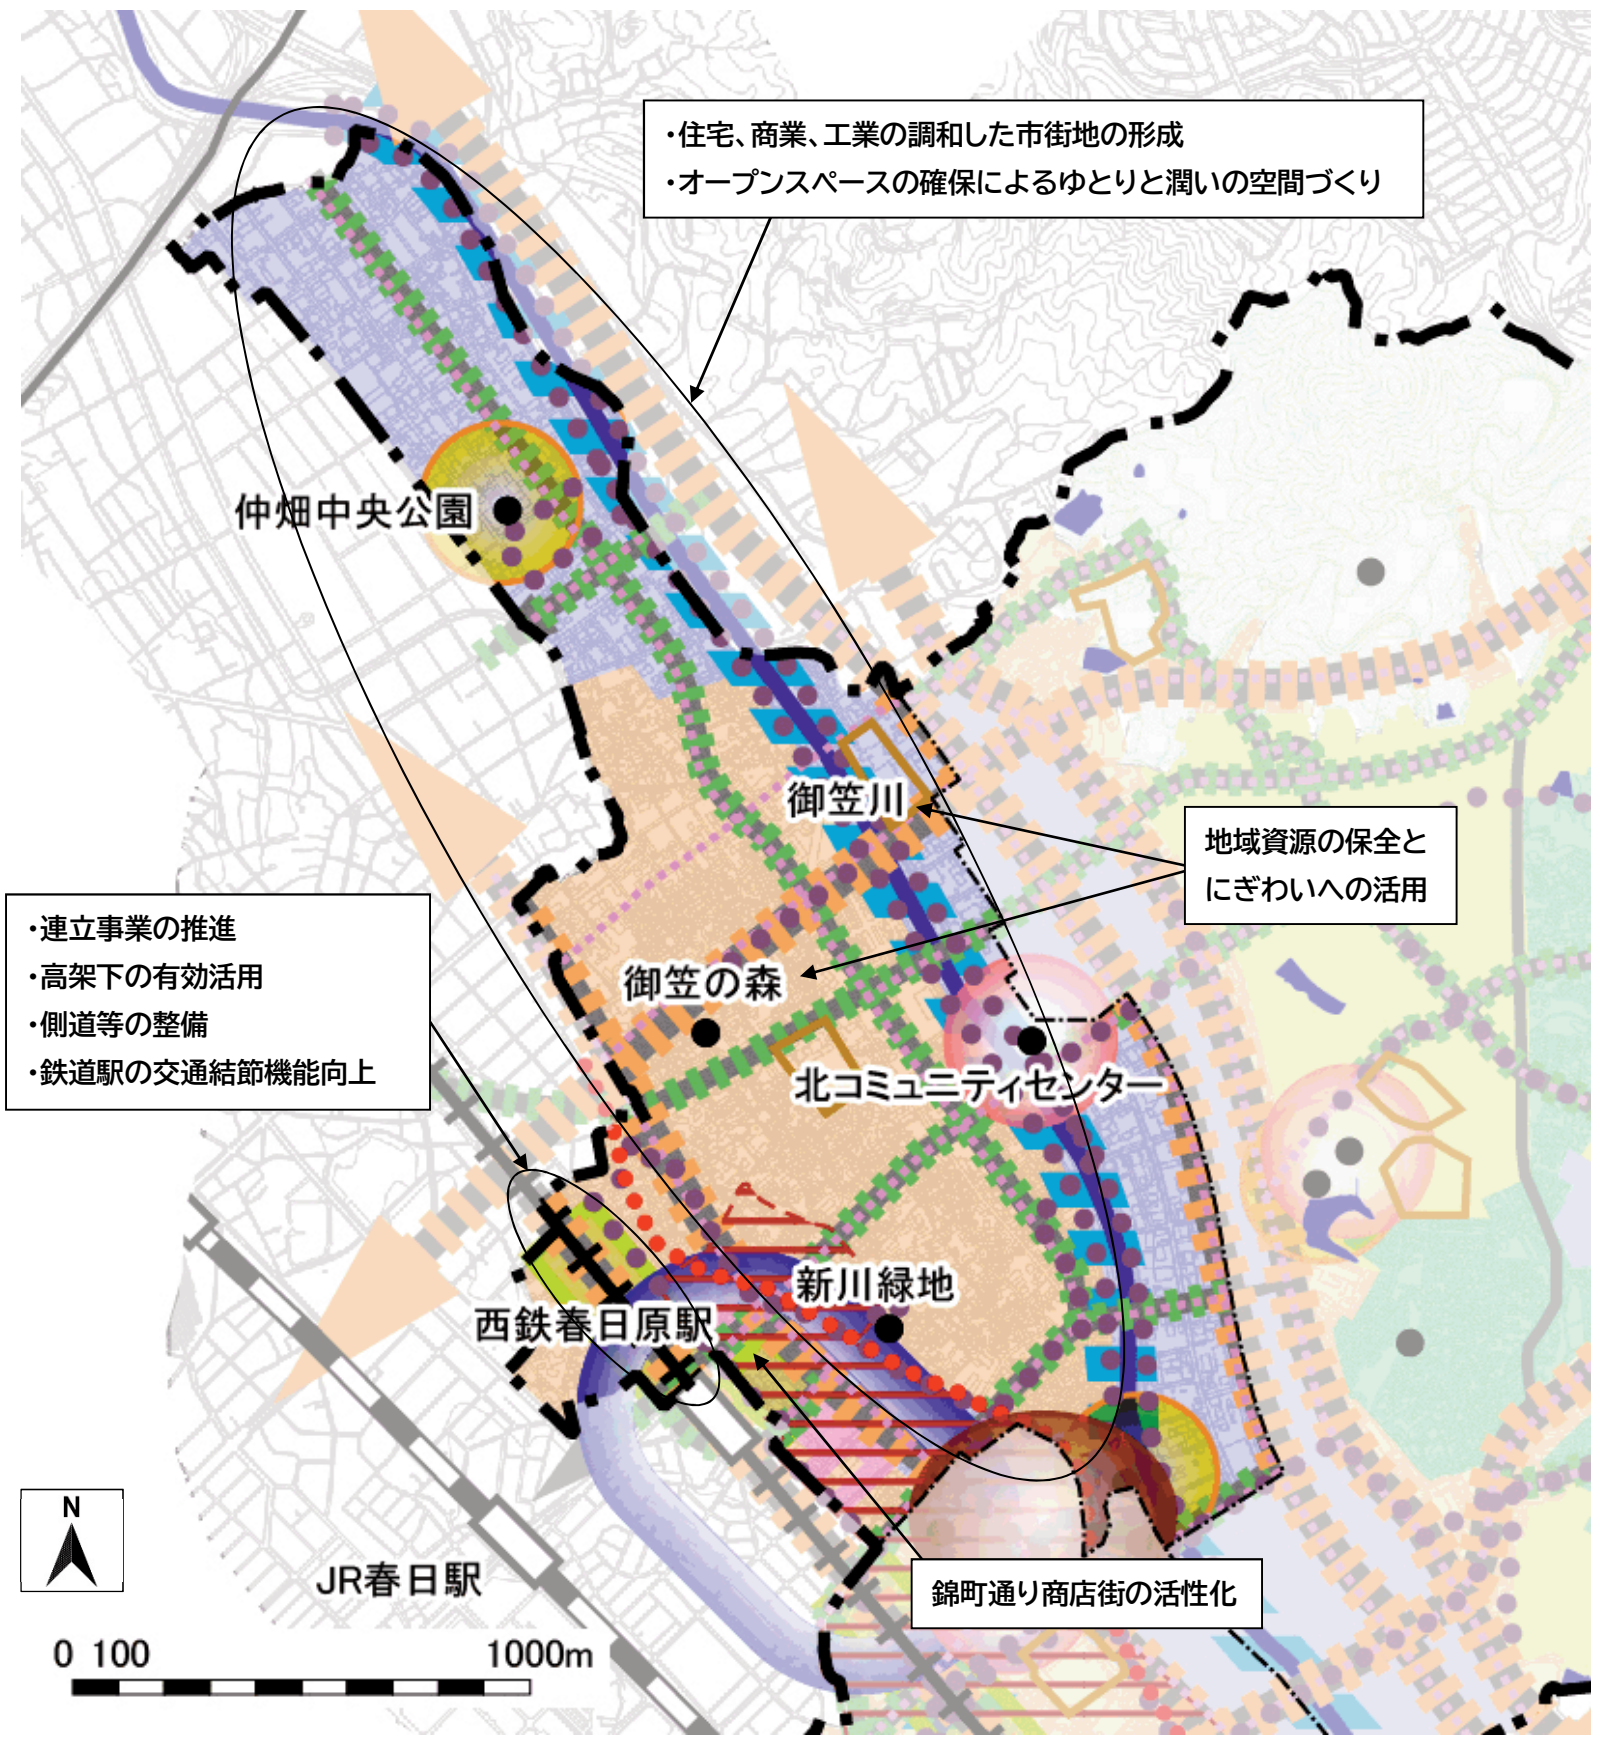 ・住宅、商業、工業の調和した市街地の形成
・オープンスペースの確保によるゆとりと潤いの空間づくり
仲畑中央公園
御笠川
地域資源の保全と
にぎわいへの活用
・連立事業の推進
・高架下の有効活用
・側道等の整備
・鉄道駅の交通結節機能向上
御笠の森
北コミュニティセンター
新川緑地
西鉄春日原駅
N
JR春日駅
錦町通り商店街の活性化
0 100 1000m